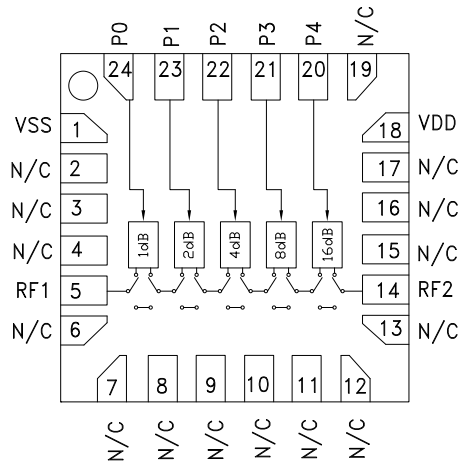 P0 P1 P2 P3 P4 N/C
24 23 22 21 20 19
VSS 1 18 VDD
N/C 2 17 N/C
N/C 3 16 N/C
1dB 2dB 4dB 8dB 16dB
N/C 4 15 N/C
RF1 5 14 RF2
N/C 6 13 N/C
7 8 9 10 11 12
N/C N/C N/C N/C N/C N/C